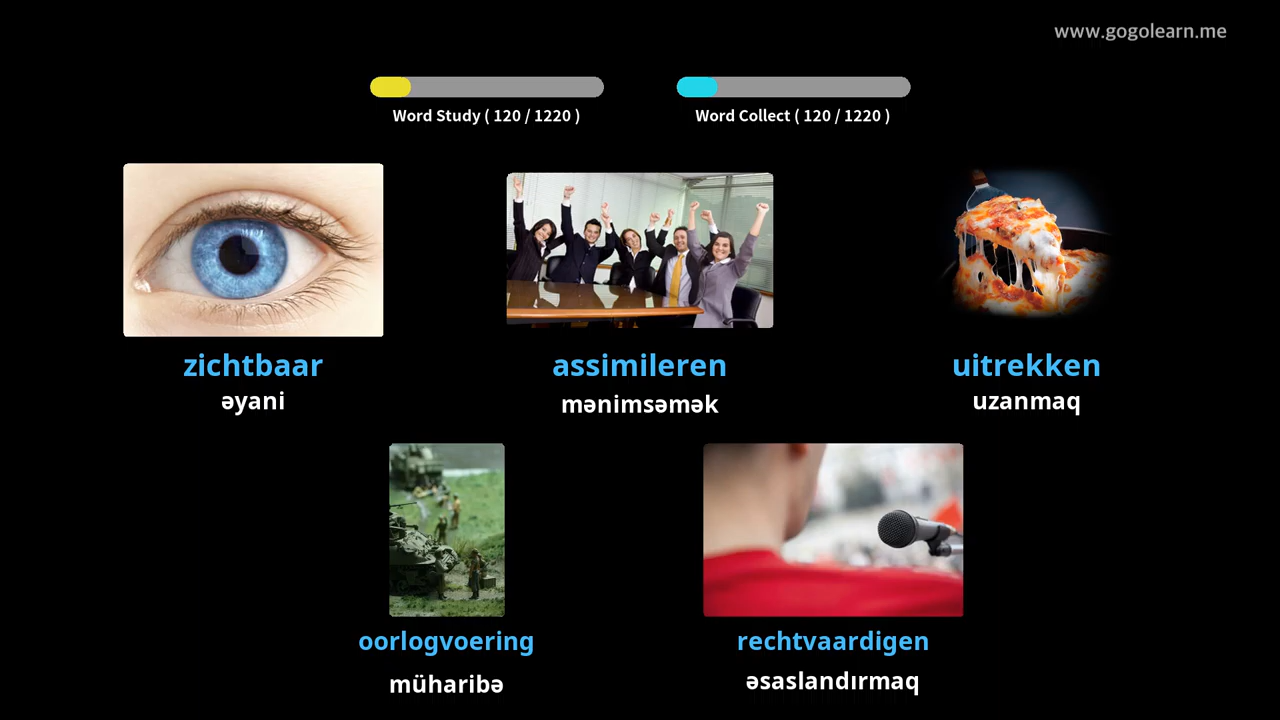 www.gogolearn.me
Word Study ( 120 / 1220 )
Word Collect ( 120 / 1220 )
zichtbaar
əyani
assimileren
mənimsəmək
uitrekken
uzanmaq
oorlogvoering
müharibə
rechtvaardigen
əsaslandırmaq